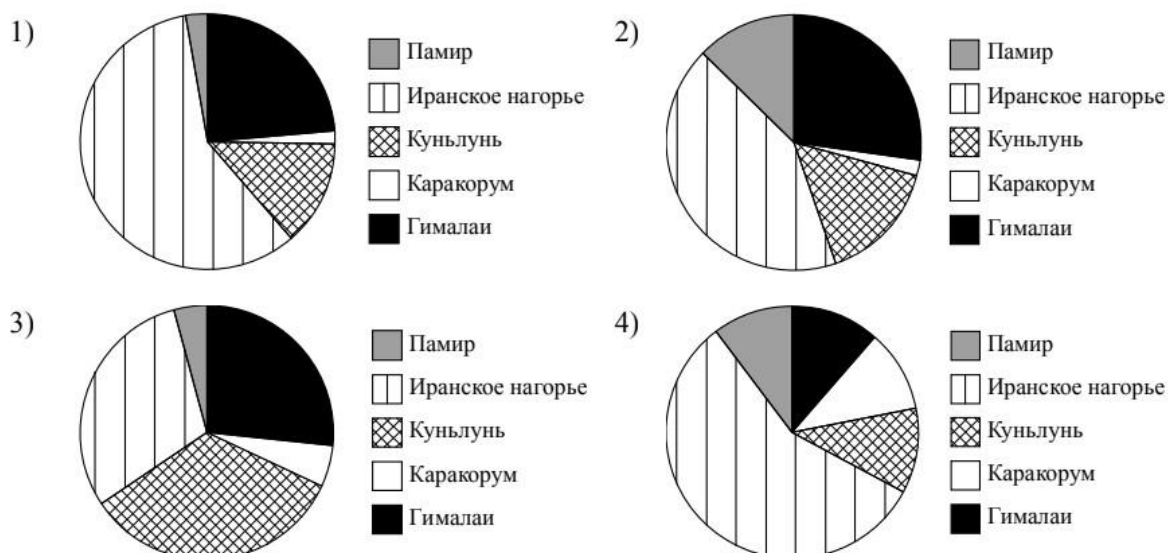 1)
Памир
Иранское нагорье
Куньлунь
Каракорум
Гималаи
2)
Памир
Иранское нагорье
Куньлунь
Каракорум
Гималаи
3)
Памир
Иранское нагорье
Куньлунь
Каракорум
Гималаи
4)
Памир
Иранское нагорье
Куньлунь
Каракорум
Гималаи